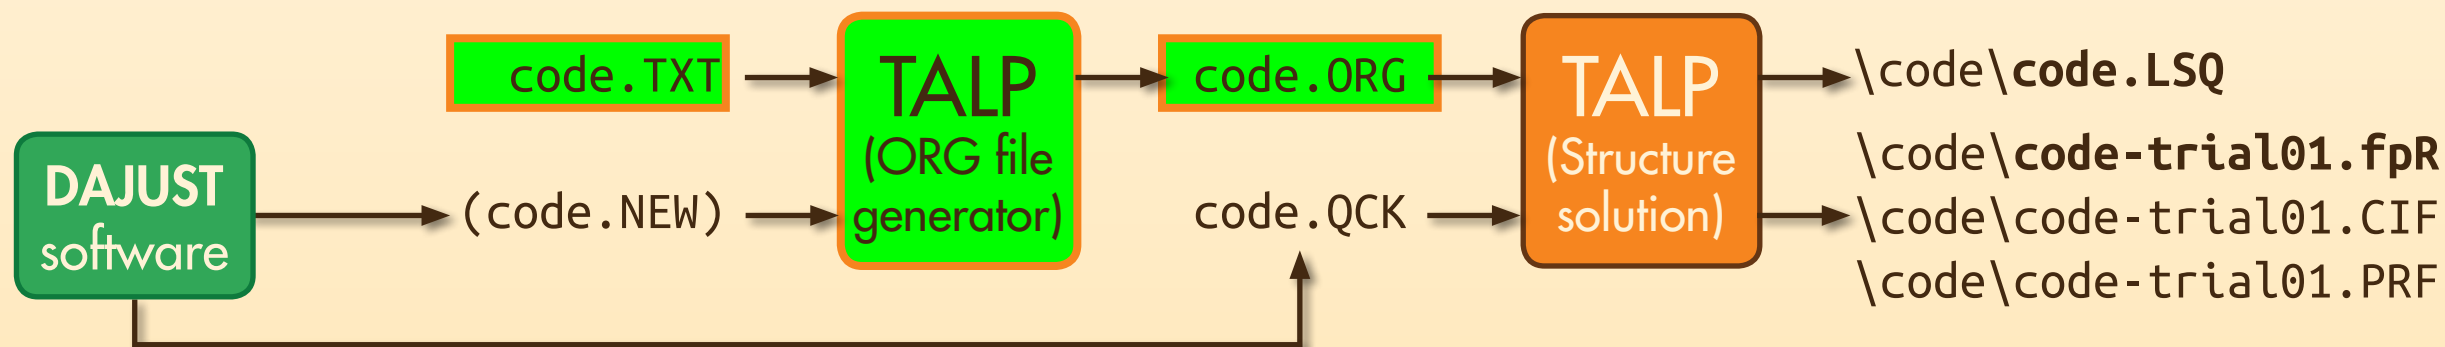 code.TXT
TALP
(ORG file
generator)
code.ORG
TALP
(Structure
solution)
\code\code.LSQ
\code\code-trial01.fpR
\code\code-trial01.CIF
\code\code-trial01.PRF
DAJUST
software
(code.NEW)
code.QCK